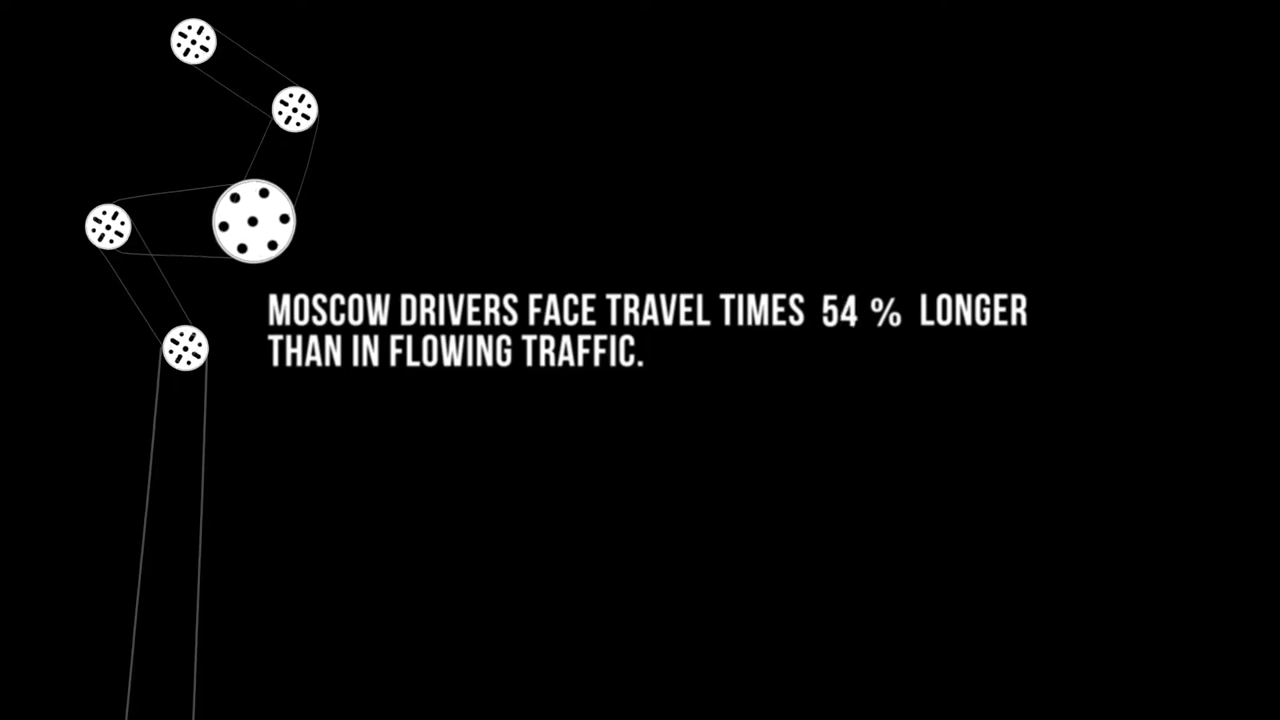 MOSCOW DRIVERS FACE TRAVEL TIMES 54 % LONGER
THAN IN FLOWING TRAFFIC.